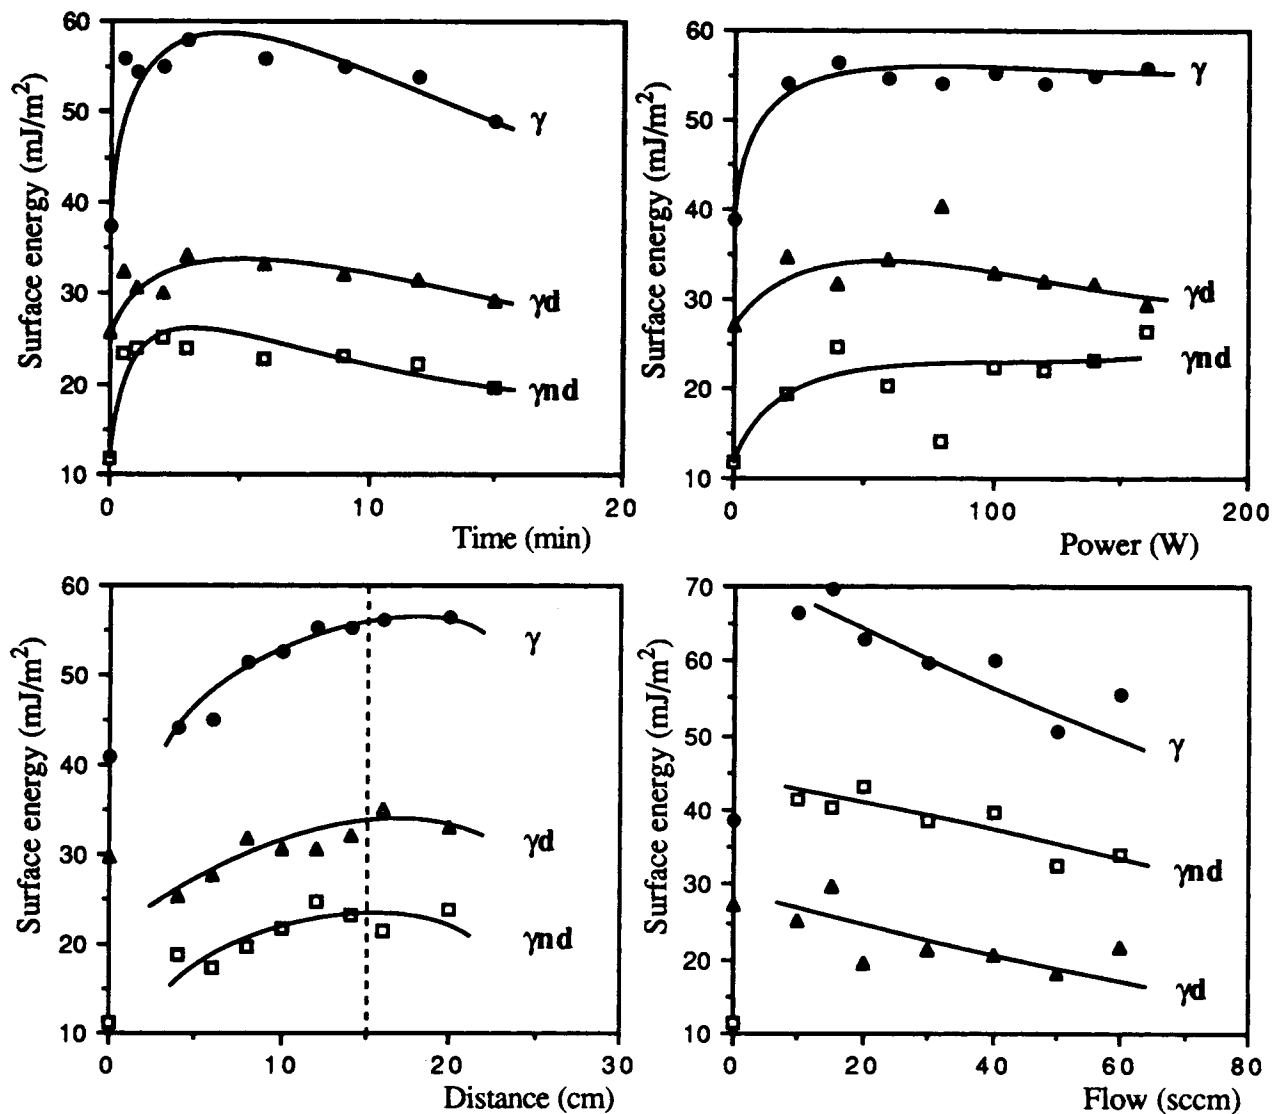 60
50
40
30
20
10
Surface energy (mJ/m²)
γ
γd
γnd
0
10
20
Time (min)
60
50
40
30
20
10
Surface energy (mJ/m²)
γ
γd
γnd
0
100
200
Power (W)
60
50
40
30
20
10
Surface energy (mJ/m²)
γ
γd
γnd
0
10
20
30
Distance (cm)
70
60
50
40
30
20
10
Surface energy (mJ/m²)
γ
γnd
γd
0
20
40
60
80
Flow (sccm)